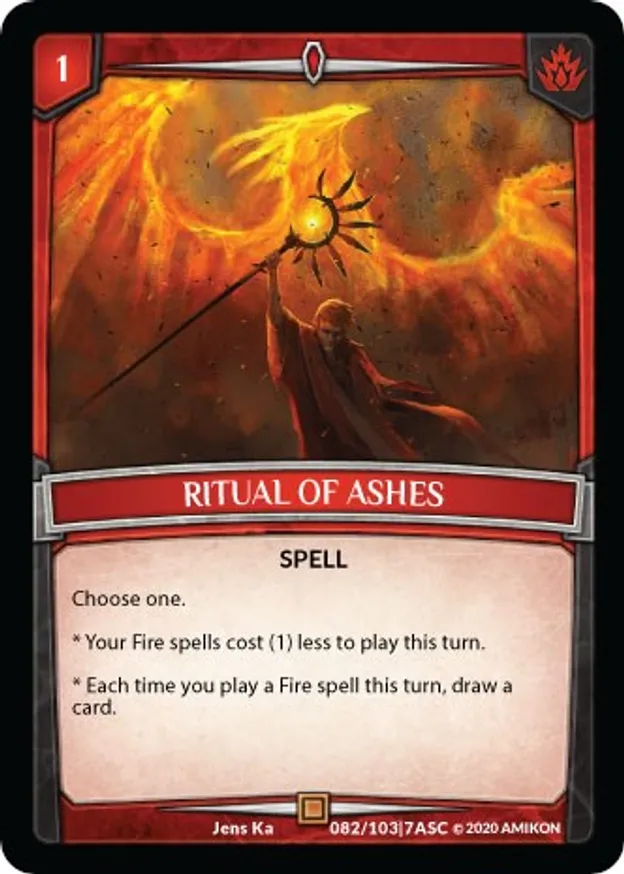 1
RITUAL OF ASHES
SPELL
Choose one.
* Your Fire spells cost (1) less to play this turn.
* Each time you play a Fire spell this turn, draw a
card.
Jens Ka 082/103|7ASC © 2020 AMIKON